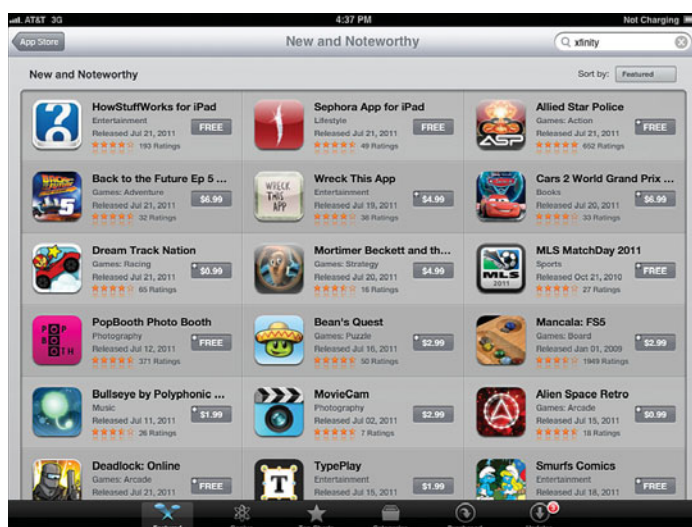 AT&T 3G 4:37 PM Not Charging
App Store New and Noteworthy xfinity
New and Noteworthy Sort by: Featured
HowStuffWorks for iPad
Entertainment
Released Jul 21, 2011
193 Ratings
FREE
Sephora App for iPad
Lifestyle
Released Jul 21, 2011
49 Ratings
FREE
Allied Star Police
Games: Action
Released Jul 21, 2011
652 Ratings
FREE
ASP
Back to the Future Ep 5 ...
Games: Adventure
Released Jul 21, 2011
32 Ratings
$6.99
WRECK
THIS
APP
Wreck This App
Entertainment
Released Jul 19, 2011
36 Ratings
$4.99
Cars 2 World Grand Prix ...
Books
Released Jul 20, 2011
33 Ratings
$6.99
Dream Track Nation
Games: Racing
Released Jul 21, 2011
65 Ratings
$0.99
Mortimer Beckett and th...
Games: Strategy
Released Jul 20, 2011
16 Ratings
$4.99
MLS
2011
MLS MatchDay 2011
Sports
Released Oct 21, 2010
27 Ratings
FREE
POP
BO
OTH
PopBooth Photo Booth
Photography
Released Jul 12, 2011
371 Ratings
FREE
Bean's Quest
Games: Puzzle
Released Jul 16, 2011
50 Ratings
$2.99
Mancala: FS5
Games: Board
Released Jan 01, 2009
1949 Ratings
$2.99
Bullseye by Polyphonic ...
Music
Released Jul 11, 2011
26 Ratings
$1.99
MovieCam
Photography
Released Jul 02, 2011
7 Ratings
$2.99
Alien Space Retro
Games: Arcade
Released Jul 15, 2011
18 Ratings
$0.99
Deadlock: Online
Games: Arcade
Released Jul 21, 2011
FREE
T
TypePlay
Entertainment
Released Jul 15, 2011
$1.99
Smurfs Comics
Entertainment
Released Jul 18, 2011
FREE